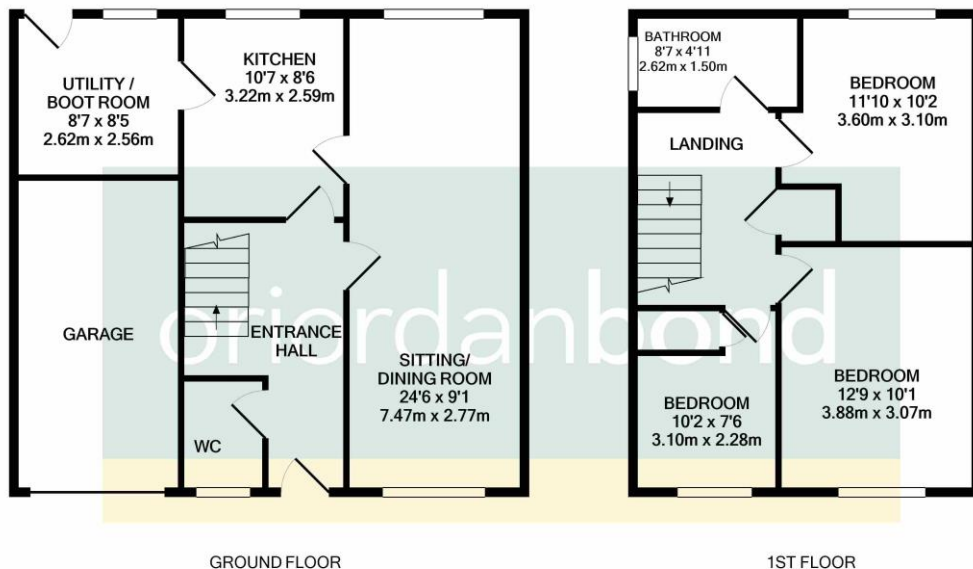 UTILITY /
BOOT ROOM
8'7 x 8'5
2.62m x 2.56m
KITCHEN
10'7 x 8'6
3.22m x 2.59m
GARAGE
ENTRANCE
HALL
WC
SITTING/
DINING ROOM
24'6 x 9'1
7.47m x 2.77m
BATHROOM
8'7 x 4'11
2.62m x 1.50m
LANDING
BEDROOM
11'10 x 10'2
3.60m x 3.10m
BEDROOM
10'2 x 7'6
3.10m x 2.28m
BEDROOM
12'9 x 10'1
3.88m x 3.07m
oriordanbond
GROUND FLOOR
1ST FLOOR